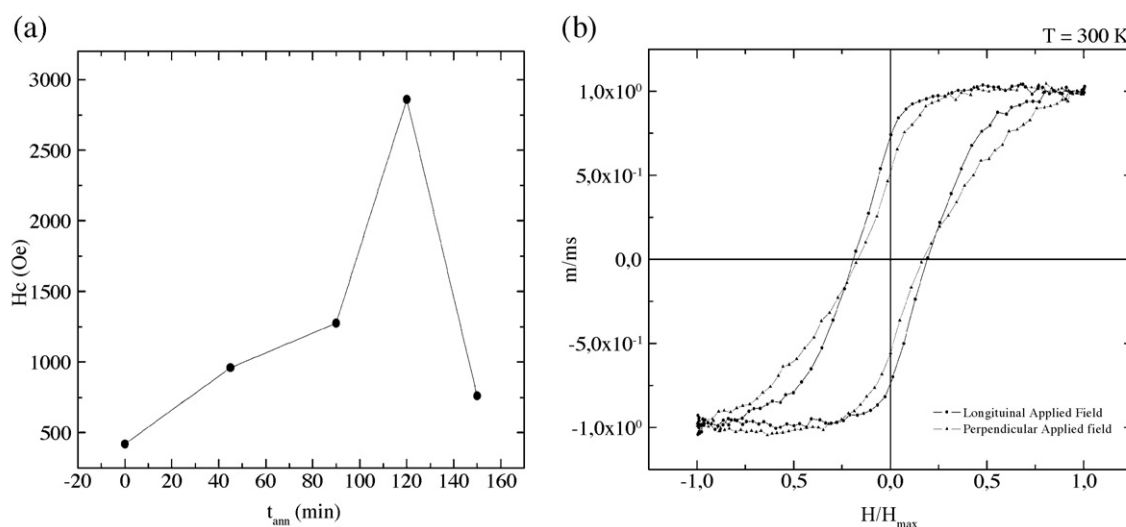 (a)
3000
2500
2000
1500
1000
500
Hc (Oe)
-20 0 20 40 60 80 100 120 140 160
t_ann (min)
(b)
T = 300 K
1,0x10⁰
5,0x10⁻¹
0,0
-5,0x10⁻¹
-1,0x10⁰
m/ms
Longituinal Applied Field
Perpendicular Applied field
-1,0 0,5 0,0 0,5 1,0
H/H_max